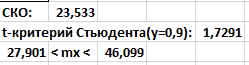 СКО: 23,533
t-критерий Стьюдента(y=0,9): 1,7291
27,901 < mx < 46,099